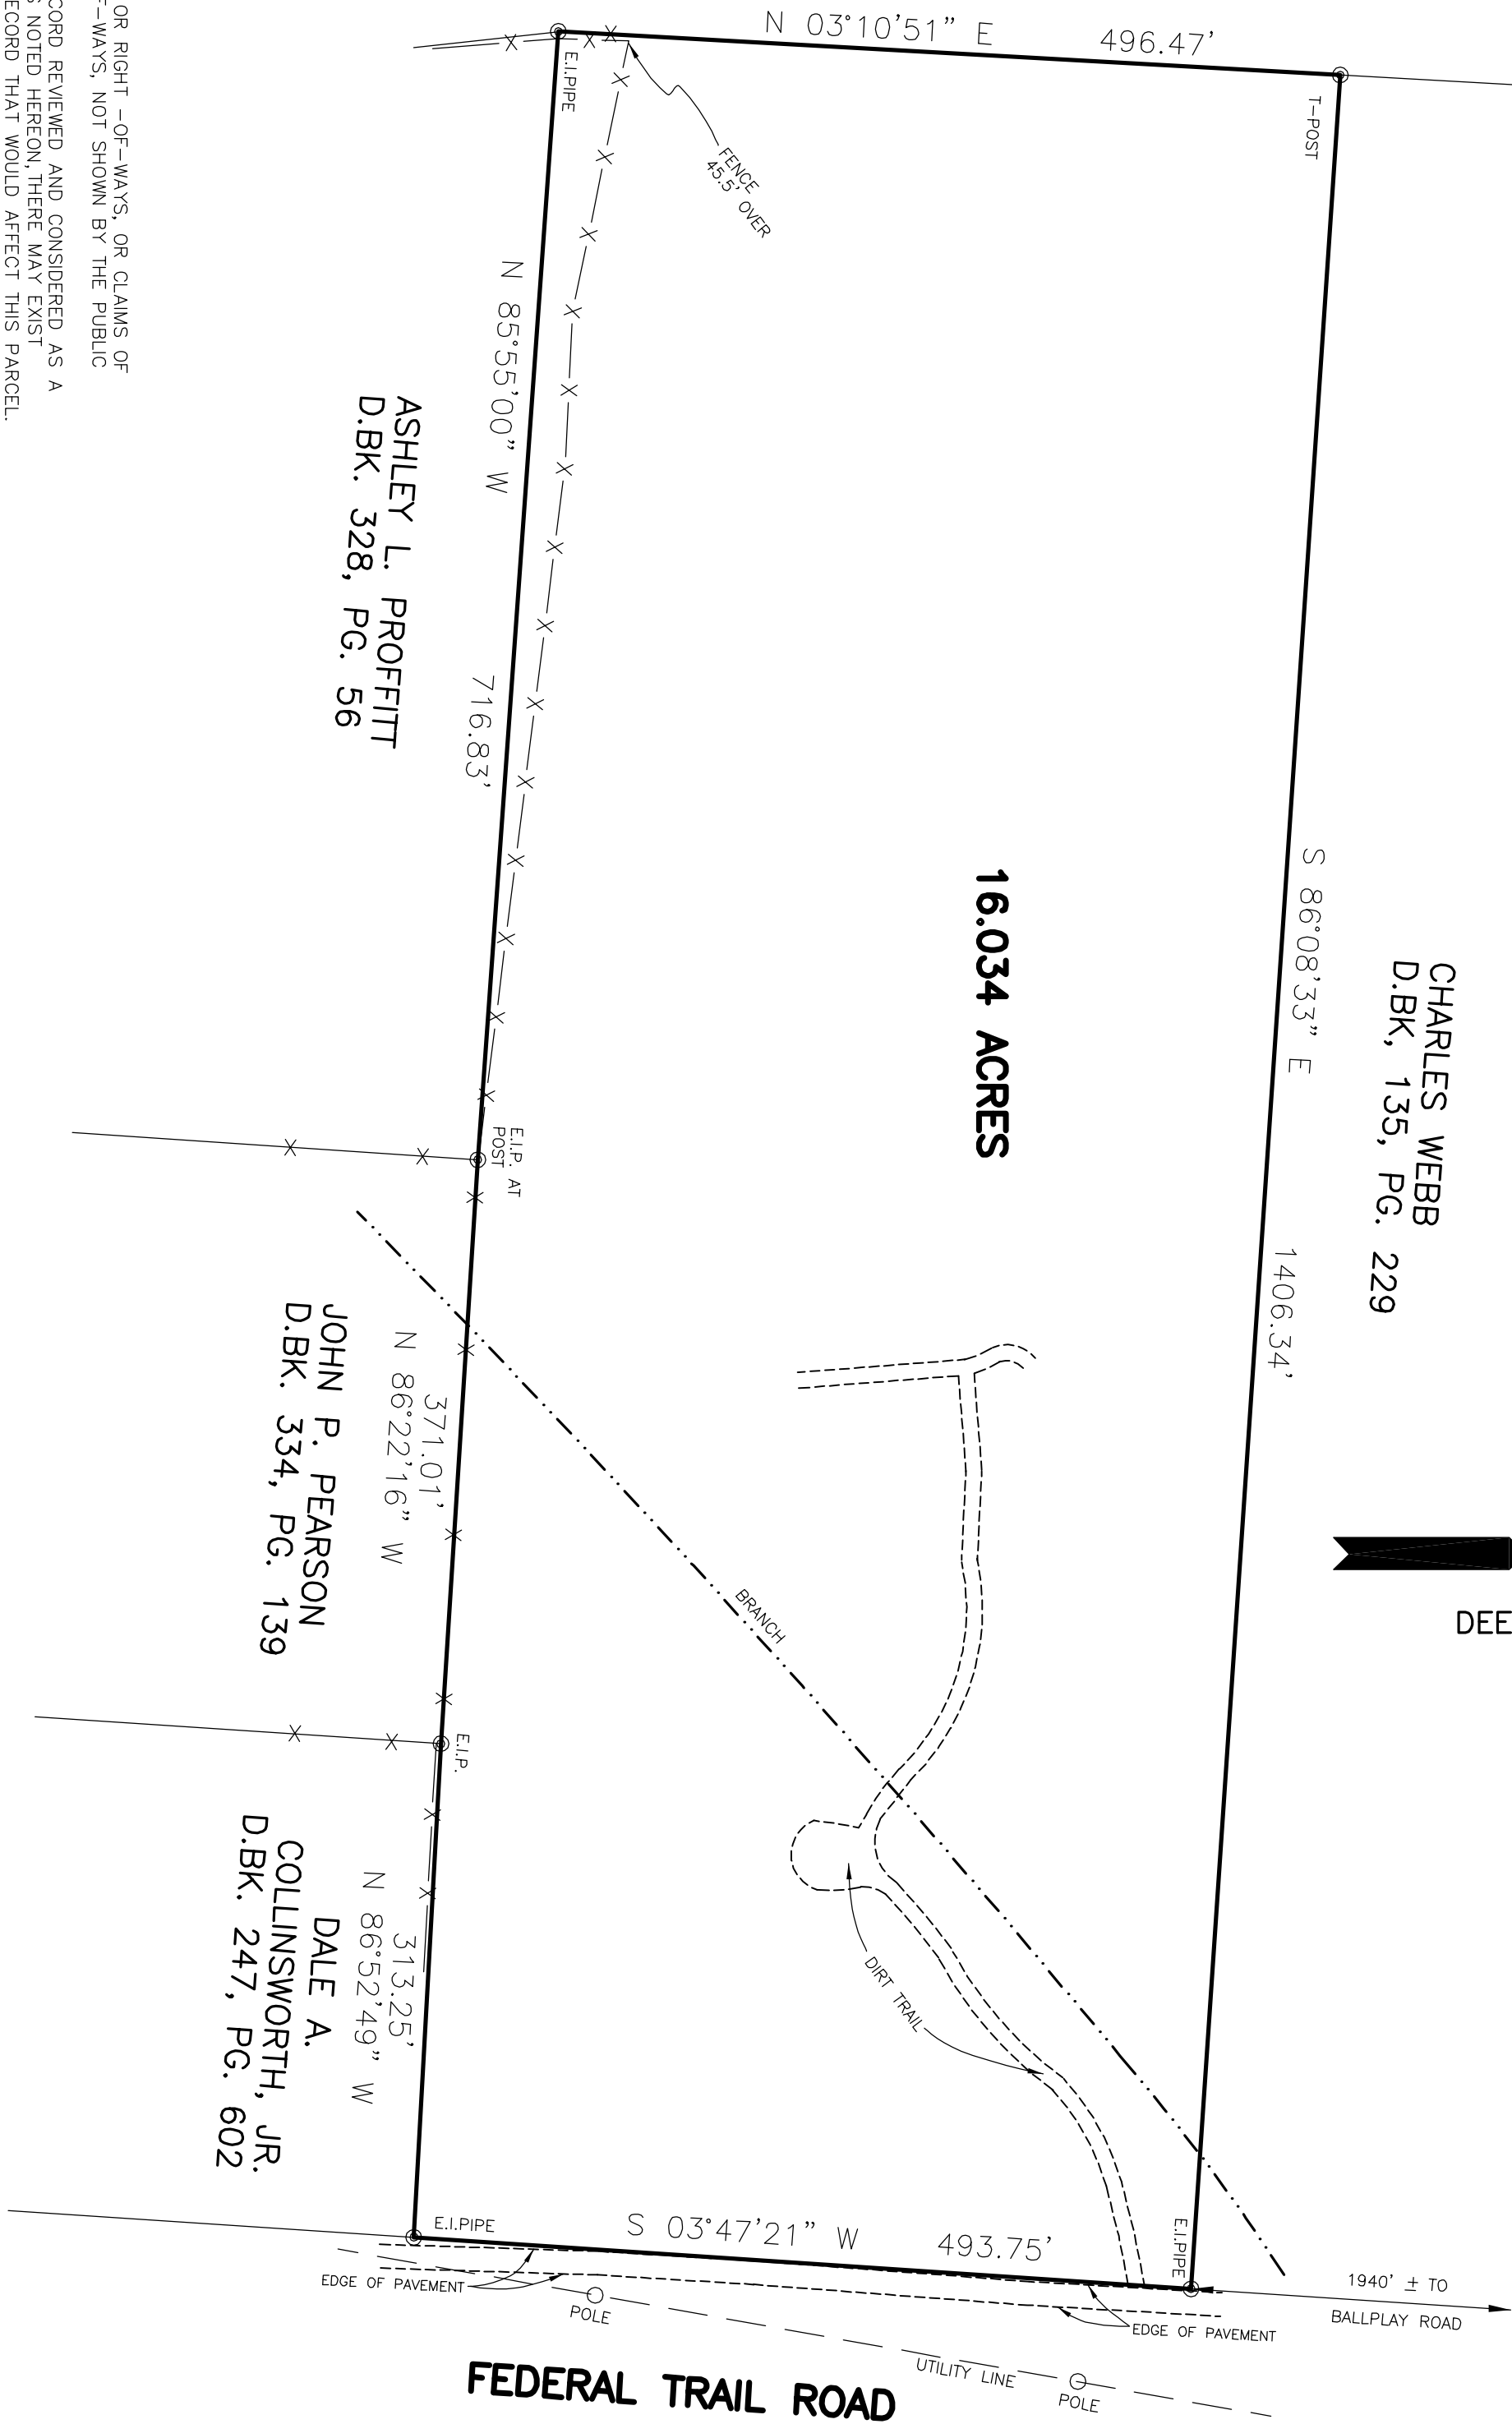 N 03°10'51" E
496.47'
T-POST
E.I.PIPE
FENCE
45.5' OVER
N 85°55'00" W
716.83'
ASHLEY L. PROFFITT
D.BK. 328, PG. 56
OR RIGHT -OF-WAYS, OR CLAIMS OF
F-WAYS, NOT SHOWN BY THE PUBLIC
CORD REVIEWED AND CONSIDERED AS A
S NOTED HEREON, THERE MAY EXIST
ECORD THAT WOULD AFFECT THIS PARCEL.
16.034 ACRES
S 86°08'33" E
1406.34'
CHARLES WEBB
D.BK, 135, PG. 229
DEE
E.I.P. AT
POST
JOHN P. PEARSON
D.BK. 334, PG. 139
371.01'
N 86°22'16" W
BRANCH
E.I.P.
DIRT TRAIL
DALE A.
COLLINSWORTH, JR.
D.BK. 247, PG. 602
313.25'
N 86°52'49" W
E.I.PIPE
S 03°47'21" W
493.75'
E.I.PIPE
1940' ± TO
BALLPLAY ROAD
EDGE OF PAVEMENT
EDGE OF PAVEMENT
POLE
UTILITY LINE
POLE
FEDERAL TRAIL ROAD